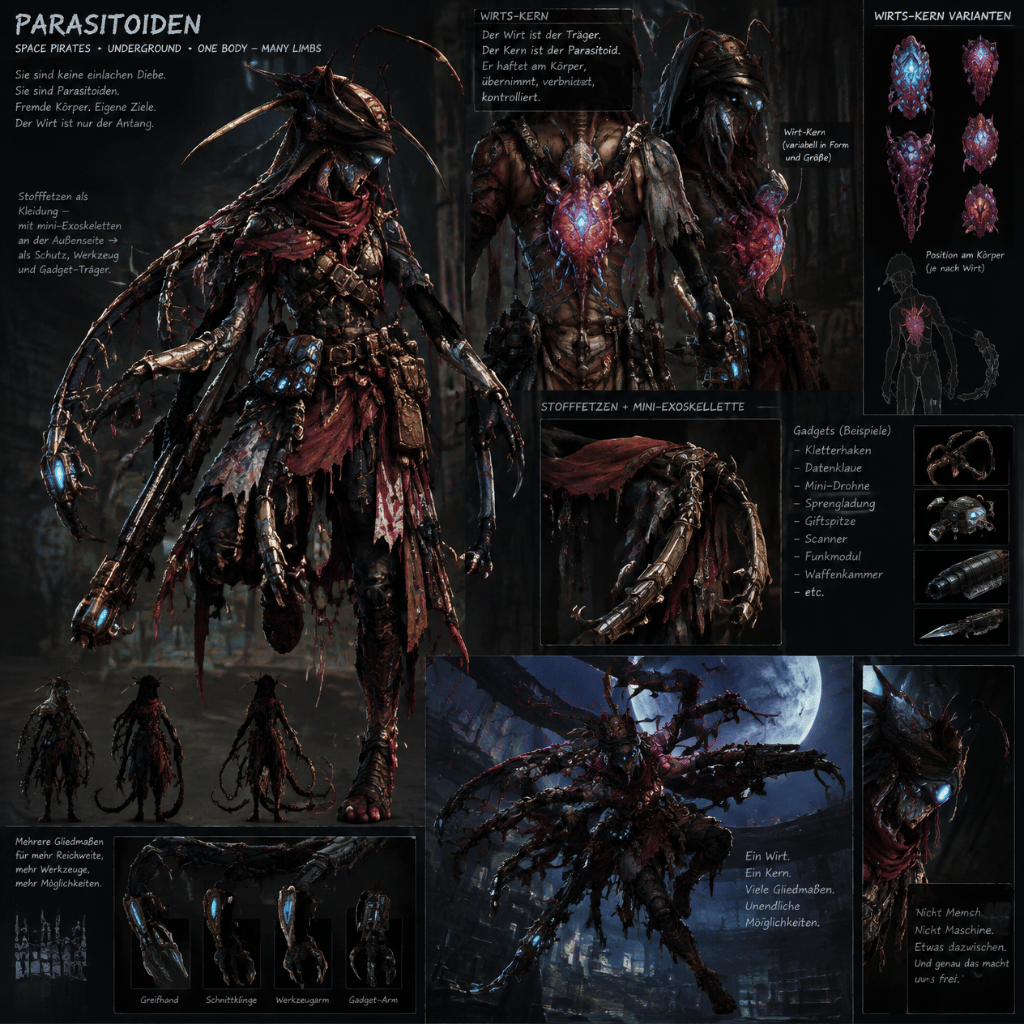 PARASITOIDEN
SPACE PIRATES • UNDERGROUND • ONE BODY – MANY LIMBS
Sie sind keine einfachen Diebe.
Sie sind Parasitoiden.
Fremde Körper. Eigene Ziele.
Der Wirt ist nur der Antang.
Stofffetzen als
Kleidung –
mit mini-Exoskeletten
an der Außenseite →
als Schutz, Werkzeug
und Gadget-Träger.
WIRTS-KERN
Der Wirt ist der Träger.
Der Kern ist der Parasitoid.
Er haftet am Körper,
übernimmt,
kontrolliert.
Wirt-Kern
(variabell in Form
und Größe)
WIRTS-KERN VARIANTEN
Position am Körper
(je nach Wirt)
STOFFFETZEN + MINI-EXOSKELLETTE
Gadgets (Beispiele)
– Kletterhaken
– Datenklaue
– Mini-Drohne
– Sprengladung
– Giftspitze
– Scanner
– Funkmodul
– Waffenkammer
– etc.
Mehrere Gliedmaßen
für mehr Reichweite,
mehr Werkzeuge,
mehr Möglichkeiten.
Greifhand
Schnittklinge
Werkzeugarm
Gadget-Arm
Ein Wirt.
Ein Kern.
Viele Gliedmaßen.
Unendliche
Möiglichkeiten.
"Nicht Mensch.
Nicht Maschine.
Etwas dazwischen.
Und genau das macht
uns frei."